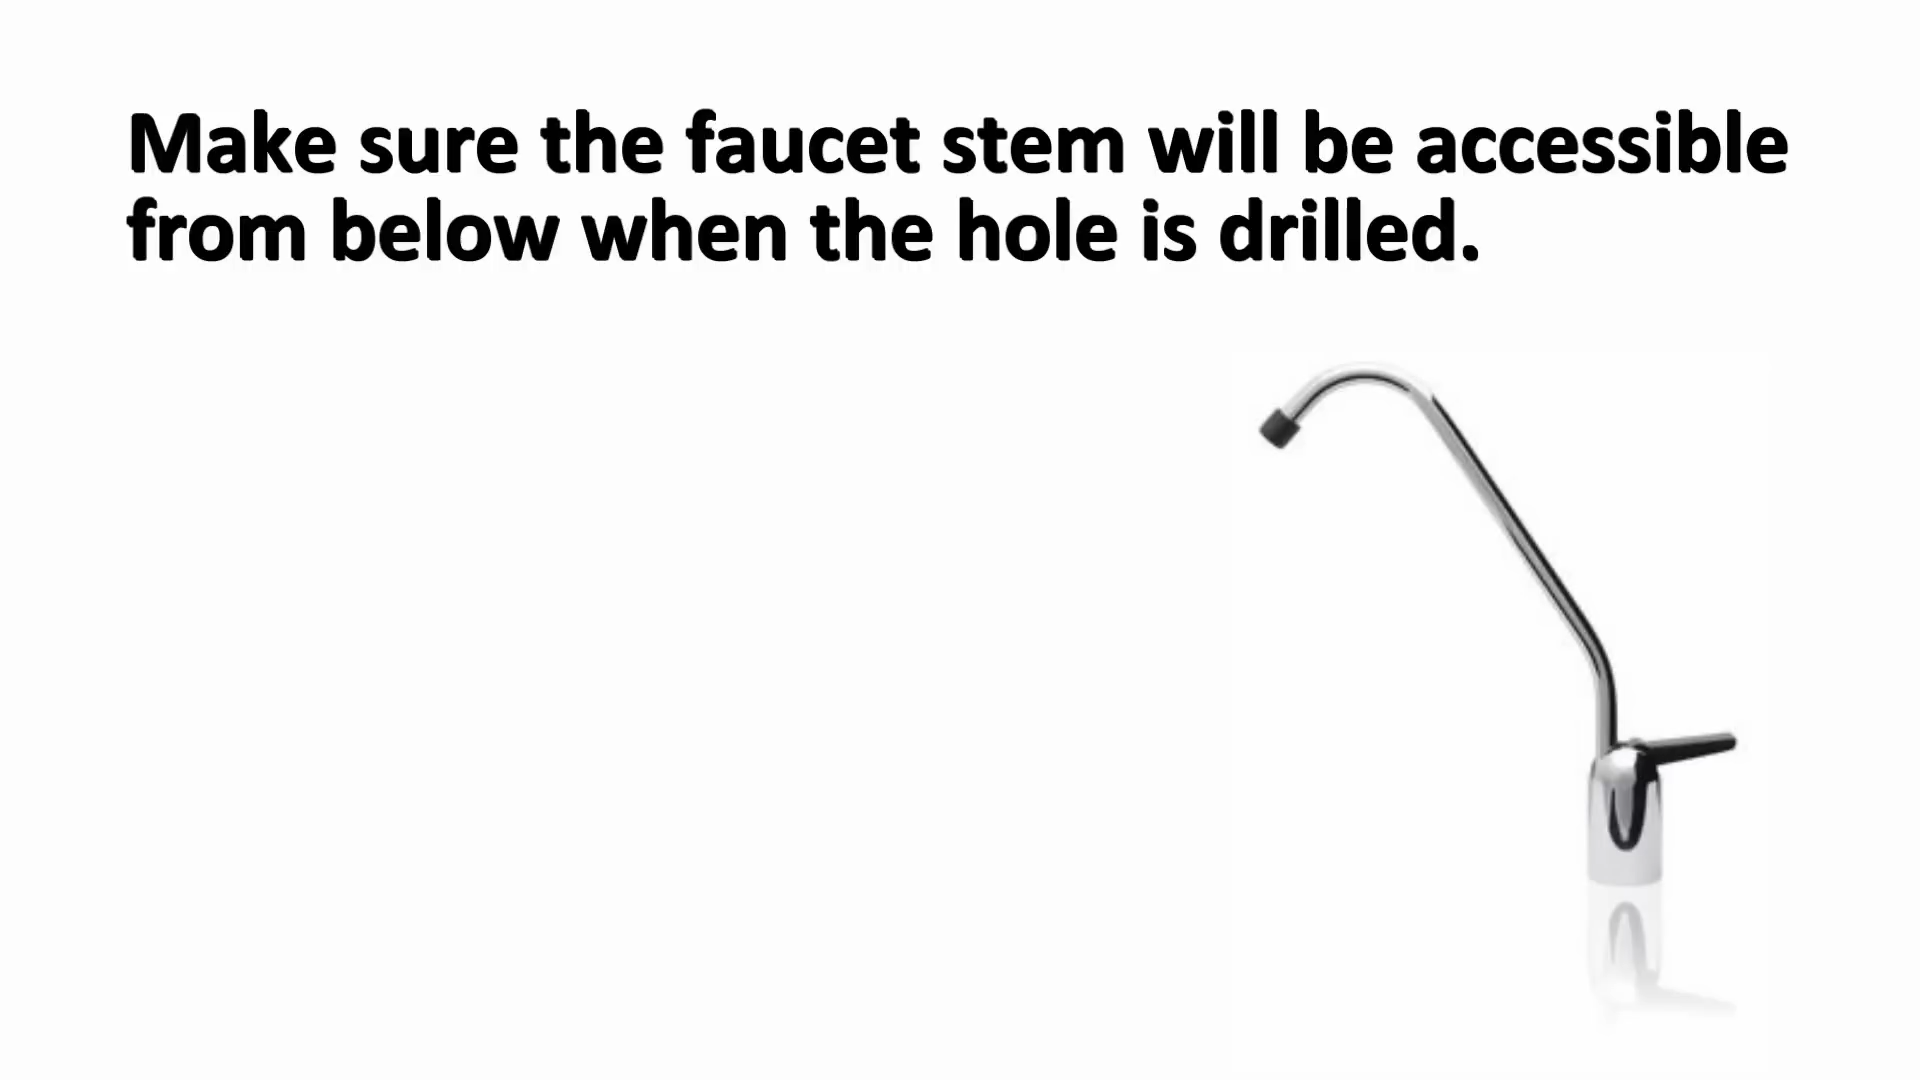 Make sure the faucet stem will be accessible
from below when the hole is drilled.